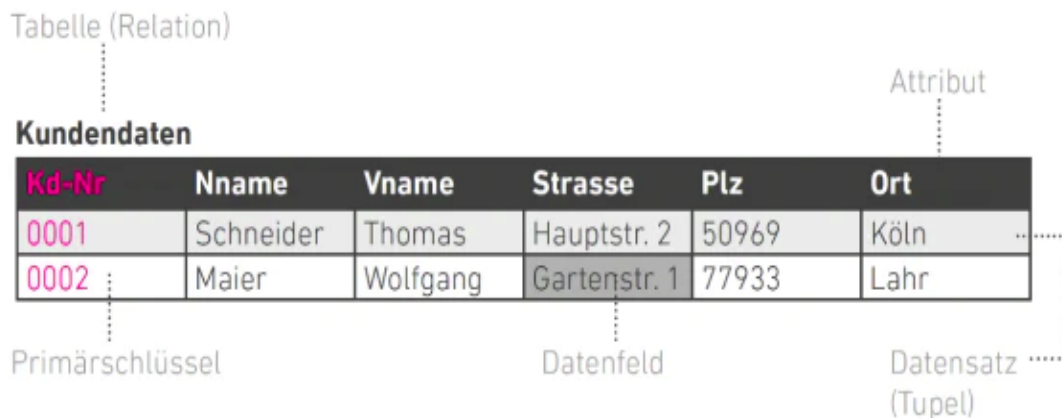 Tabelle (Relation)
Attribut
Kundendaten
Kd-Nr Nname Vname Strasse Plz Ort
0001 Schneider Thomas Hauptstr. 2 50969 Köln
0002 Maier Wolfgang Gartenstr. 1 77933 Lahr
Primärschlüssel Datenfeld Datensatz
(Tupel)